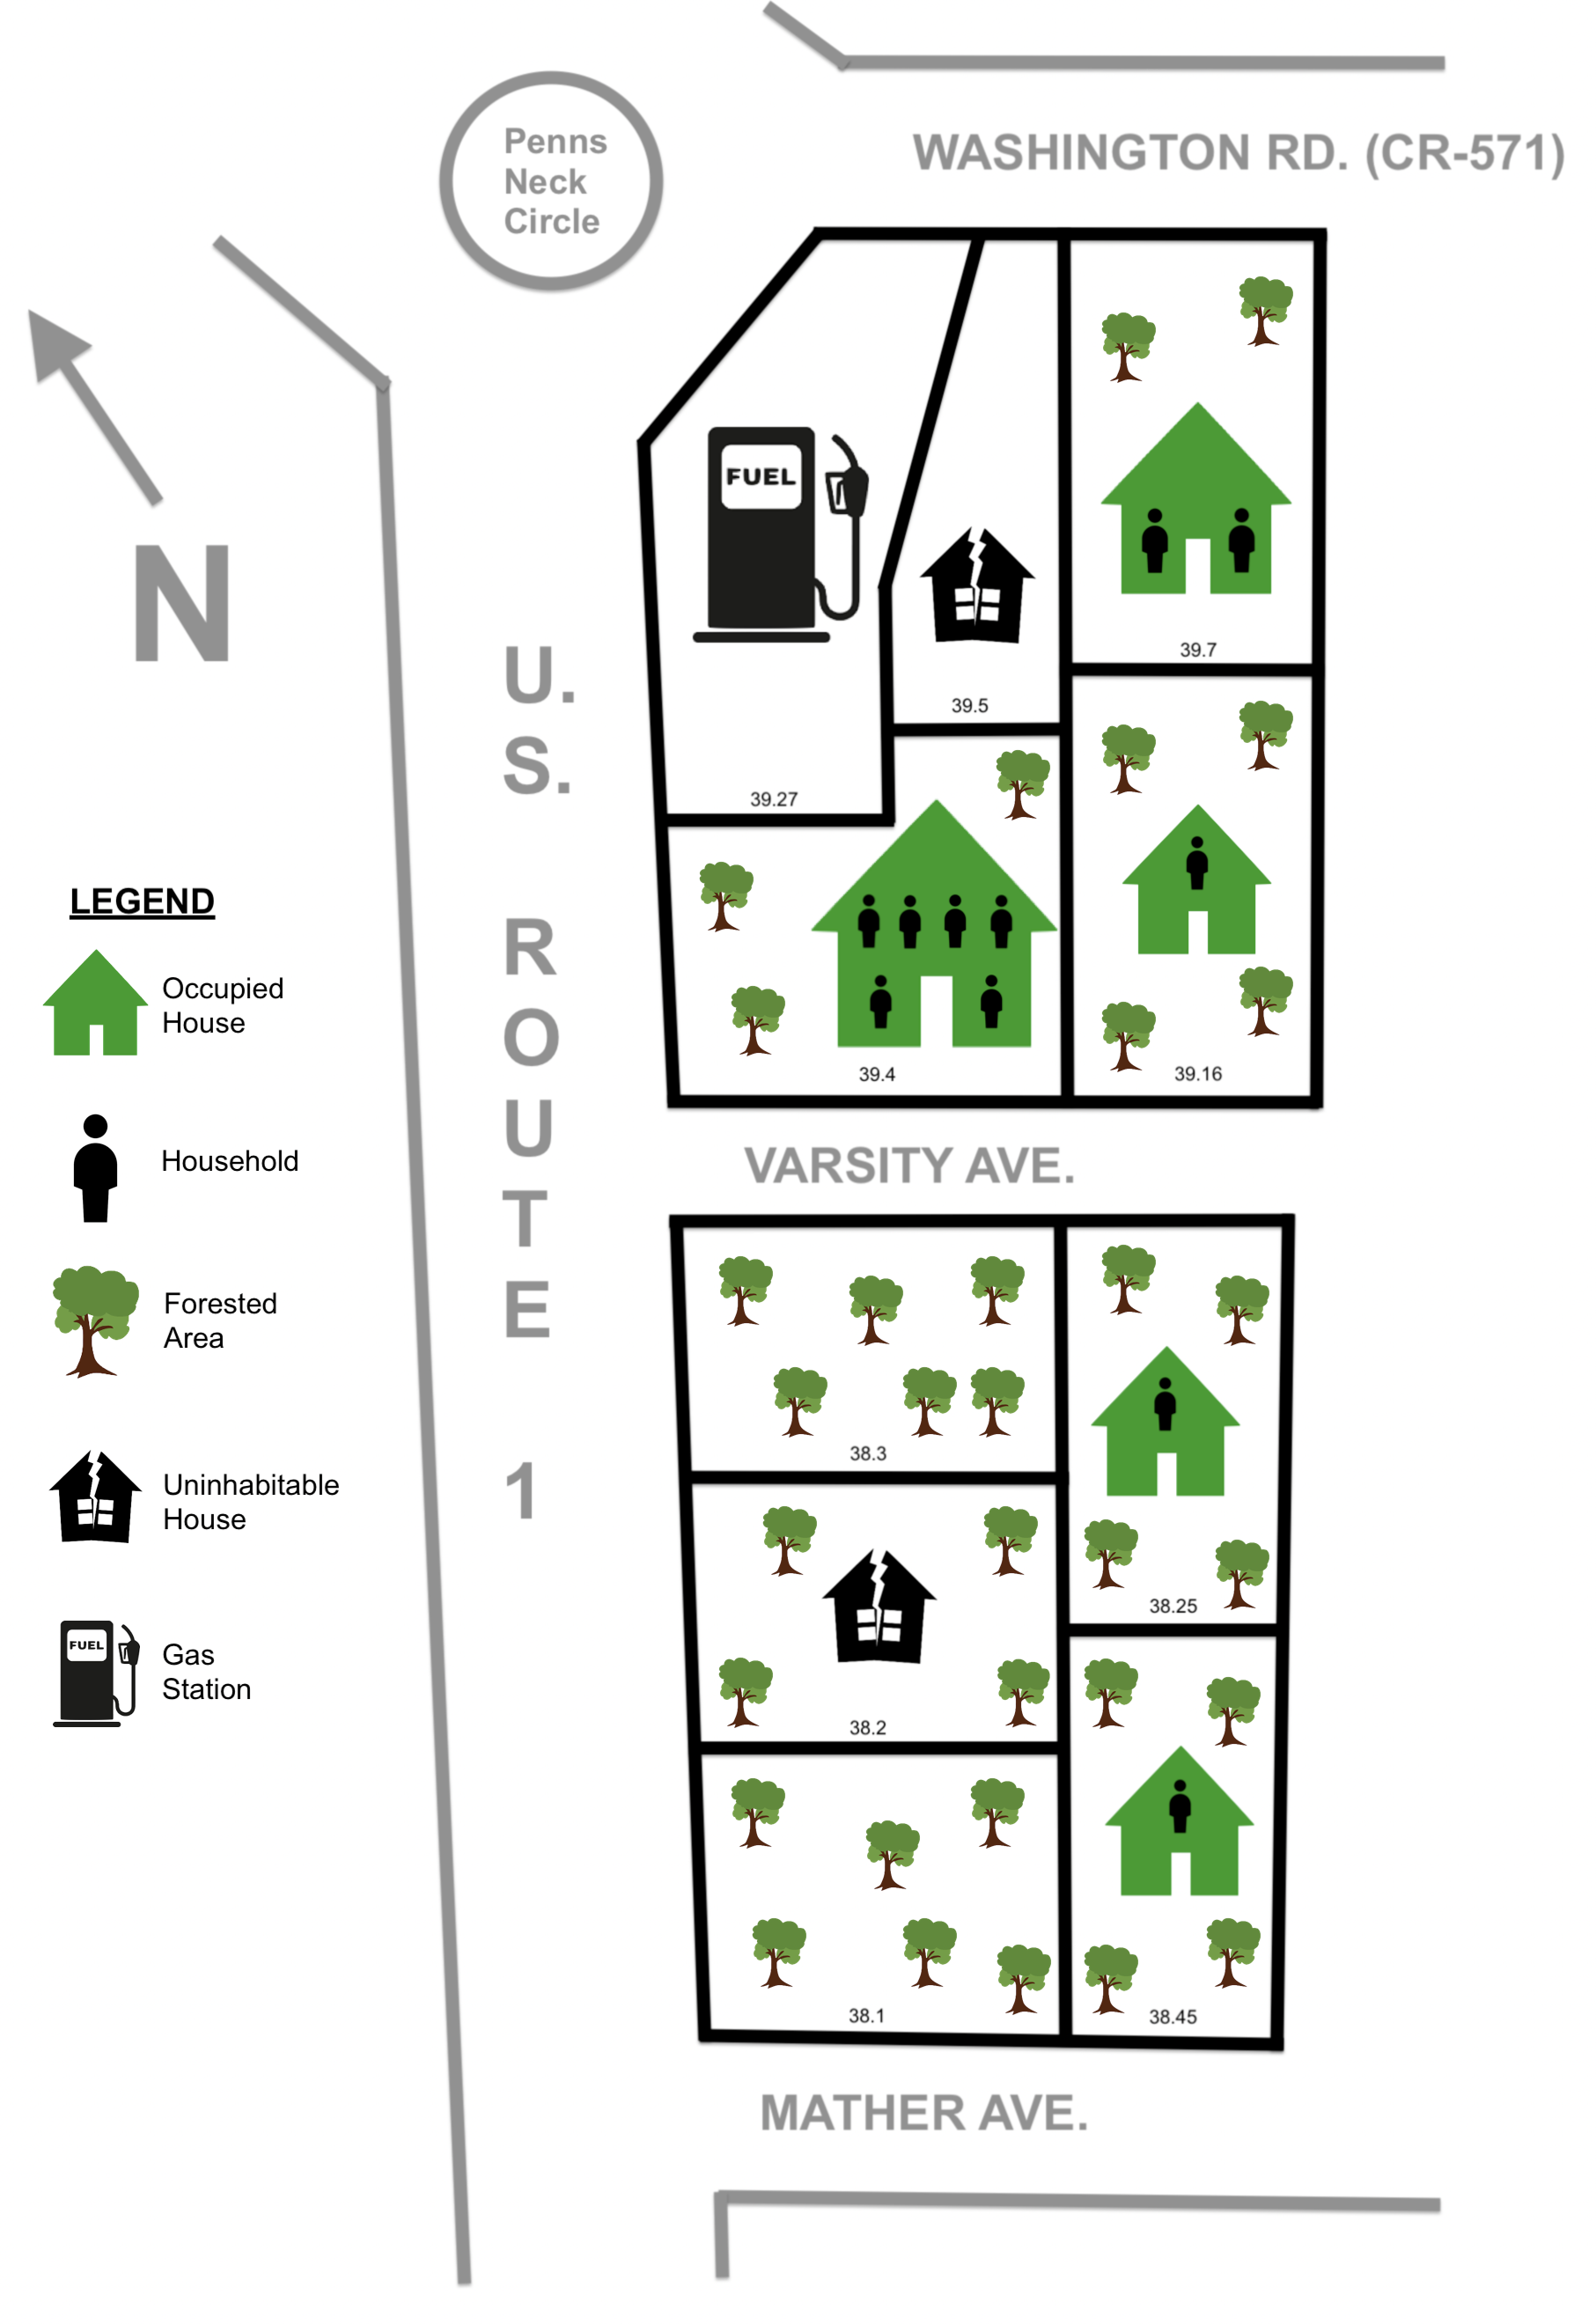 WASHINGTON RD. (CR-571)
Penns
Neck
Circle
N
U.
S.
R
O
U
T
E
1
FUEL
39.7
39.5
39.27
39.4
39.16
VARSITY AVE.
38.3
38.25
38.2
38.1
38.45
MATHER AVE.
LEGEND
Occupied
House
Household
Forested
Area
Uninhabitable
House
FUEL
Gas
Station